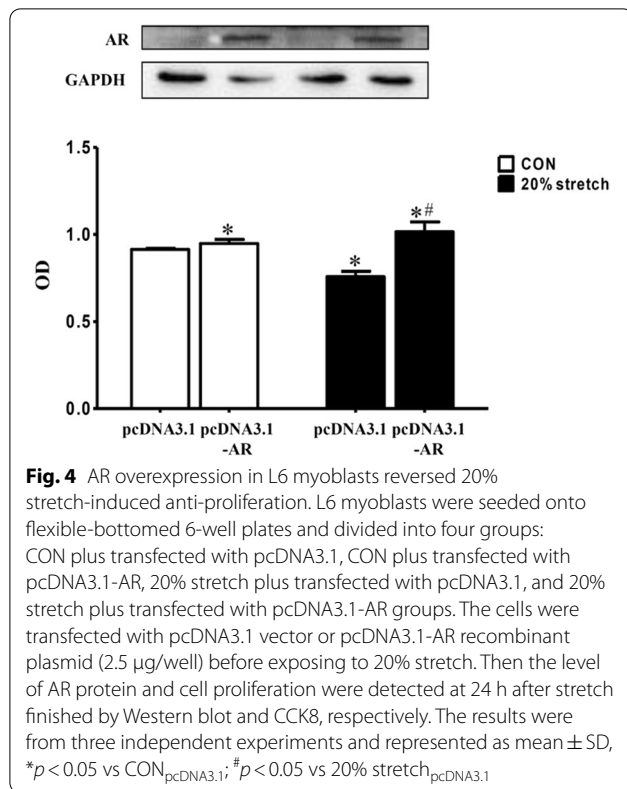 AR
GAPDH
1.5
1.0
0.5
0.0
OD
CON
20% stretch
*
*
*#
pcDNA3.1 pcDNA3.1 -AR
pcDNA3.1 pcDNA3.1 -AR
Fig. 4 AR overexpression in L6 myoblasts reversed 20%
stretch-induced anti-proliferation. L6 myoblasts were seeded onto
flexible-bottomed 6-well plates and divided into four groups:
CON plus transfected with pcDNA3.1, CON plus transfected with
pcDNA3.1-AR, 20% stretch plus transfected with pcDNA3.1, and 20%
stretch plus transfected with pcDNA3.1-AR groups. The cells were
transfected with pcDNA3.1 vector or pcDNA3.1-AR recombinant
plasmid (2.5 µg/well) before exposing to 20% stretch. Then the level
of AR protein and cell proliferation were detected at 24 h after stretch
finished by Western blot and CCK8, respectively. The results were
from three independent experiments and represented as mean ± SD,
*p < 0.05 vs CONpcDNA3.1; #p < 0.05 vs 20% stretchpcDNA3.1